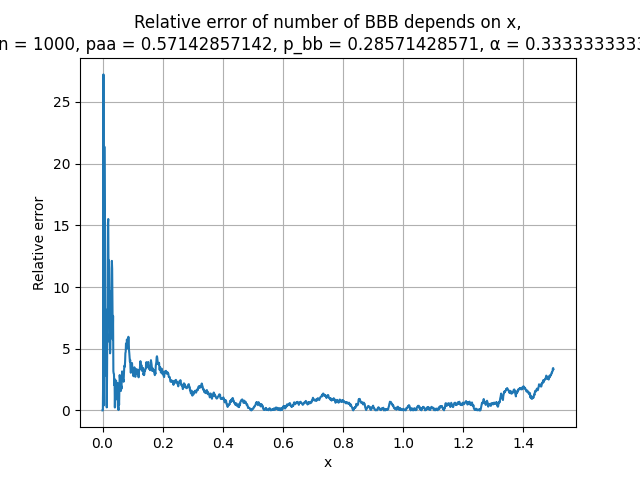 Relative error of number of BBB depends on x,
n = 1000, paa = 0.57142857142, p_bb = 0.28571428571, α = 0.3333333333
25
20
15
10
5
0
Relative error
0.0 0.2 0.4 0.6 0.8 1.0 1.2 1.4
x